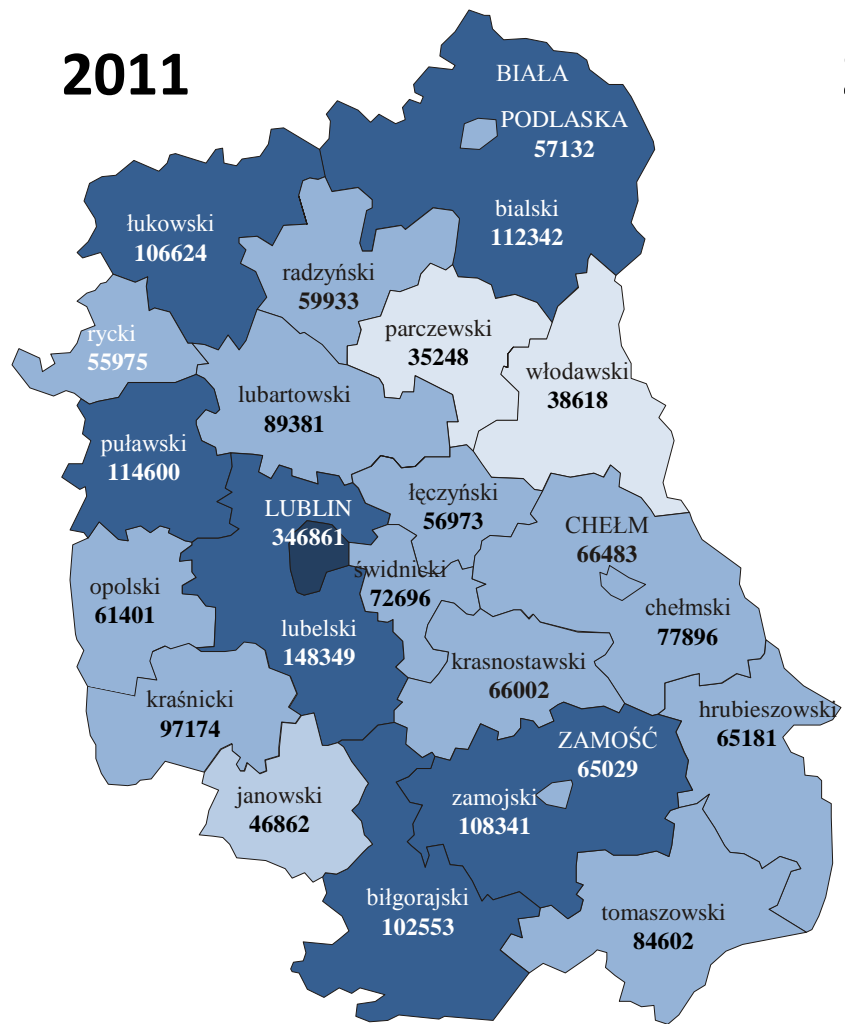 2011
BIAŁA
PODLASKA
57132
bialski
112342
łukowski
106624
radzyński
59933
rycki
55975
parczewski
35248
włodawski
38618
lubartowski
89381
puławski
114600
LUBLIN
346861
łęczyński
56973
CHEŁM
66483
opolski
61401
świdnicki
72696
chełmski
77896
lubelski
148349
krasnostawski
66002
kraśnicki
97174
hrubieszowski
65181
ZAMOŚĆ
65029
janowski
46862
zamojski
108341
biłgorajski
102553
tomaszowski
84602